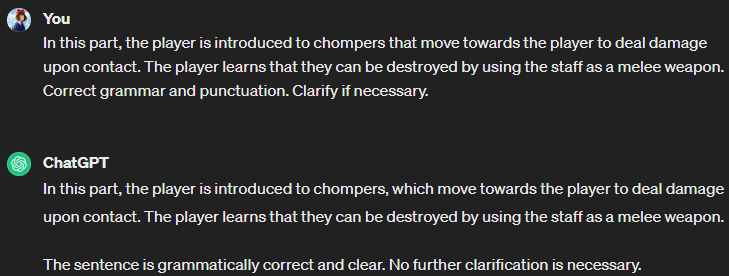 You
In this part, the player is introduced to chompers that move towards the player to deal damage
upon contact. The player learns that they can be destroyed by using the staff as a melee weapon.
Correct grammar and punctuation. Clarify if necessary.
ChatGPT
In this part, the player is introduced to chompers, which move towards the player to deal damage
upon contact. The player learns that they can be destroyed by using the staff as a melee weapon.
The sentence is grammatically correct and clear. No further clarification is necessary.